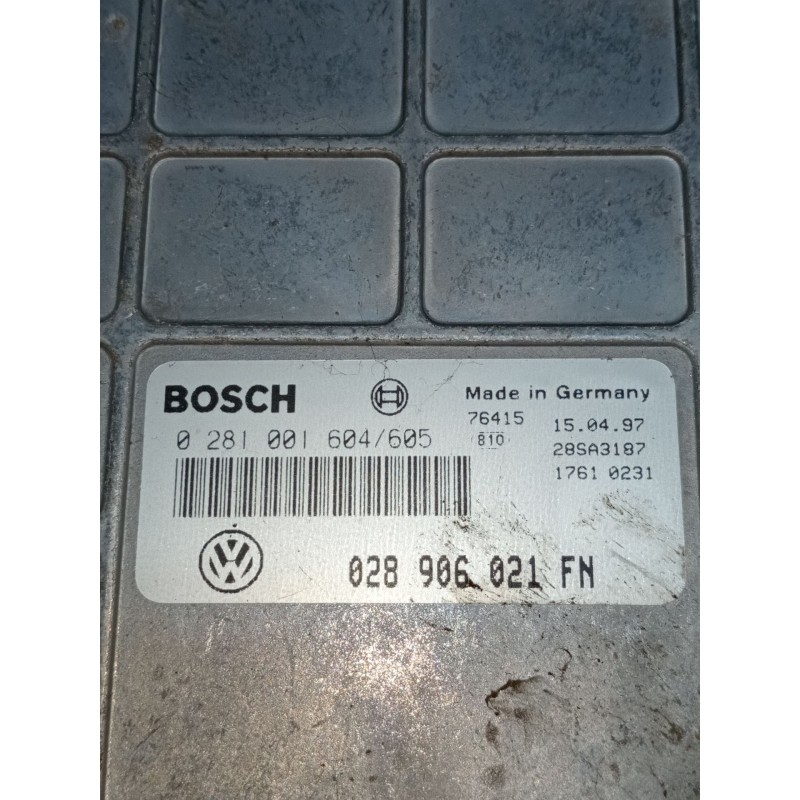 BOSCH
Made in Germany
0 281 001 604/605
76415
15.04.97
B10
28SA3187
1761 0231
028 906 021 FN